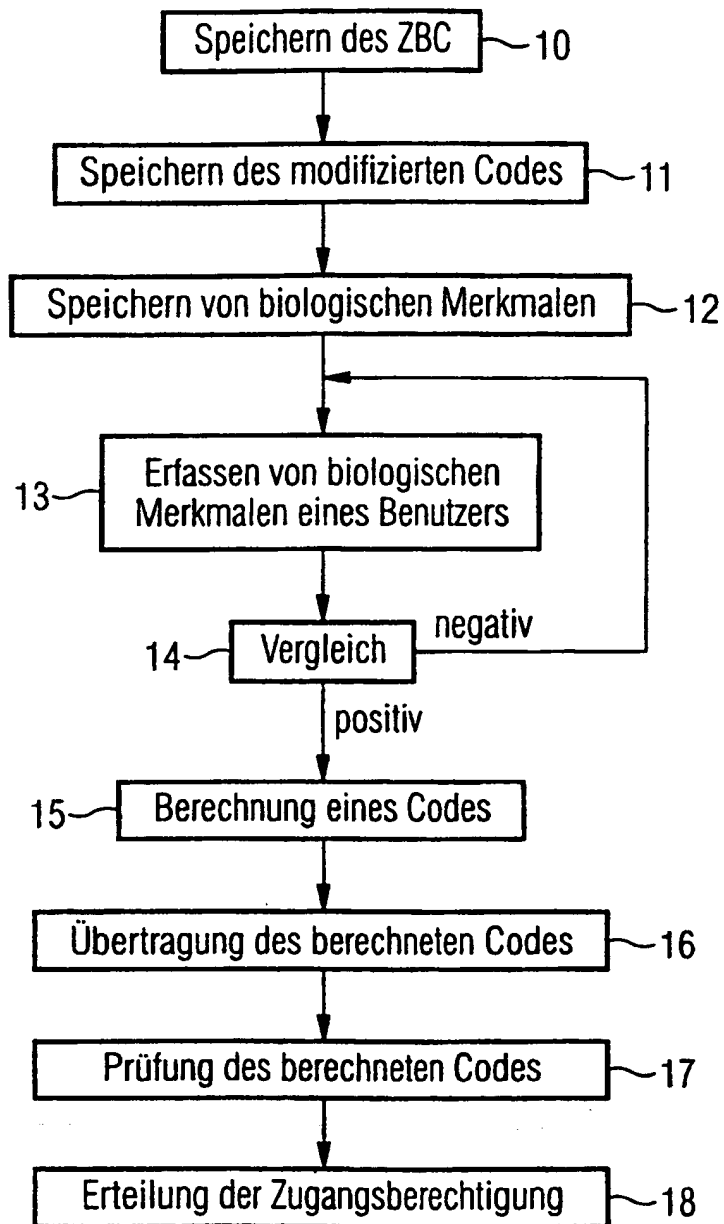 Speichern des ZBC
10
Speichern des modifizierten Codes
11
Speichern von biologischen Merkmalen
12
13
Erfassen von biologischen
Merkmalen eines Benutzers
14
Vergleich
negativ
positiv
15
Berechnung eines Codes
Übertragung des berechneten Codes
16
Prüfung des berechneten Codes
17
Erteilung der Zugangsberechtigung
18